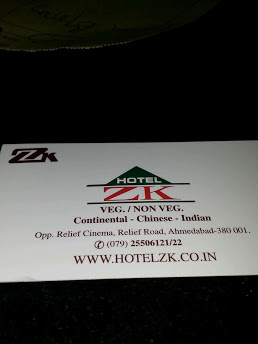 ZK
HOTEL
ZK
VEG. / NON VEG.
Continental - Chinese - Indian
Opp. Relief Cinema, Relief Road, Ahmedabad-380 001.
✆ (079) 25506121/22
WWW.HOTELZK.CO.IN